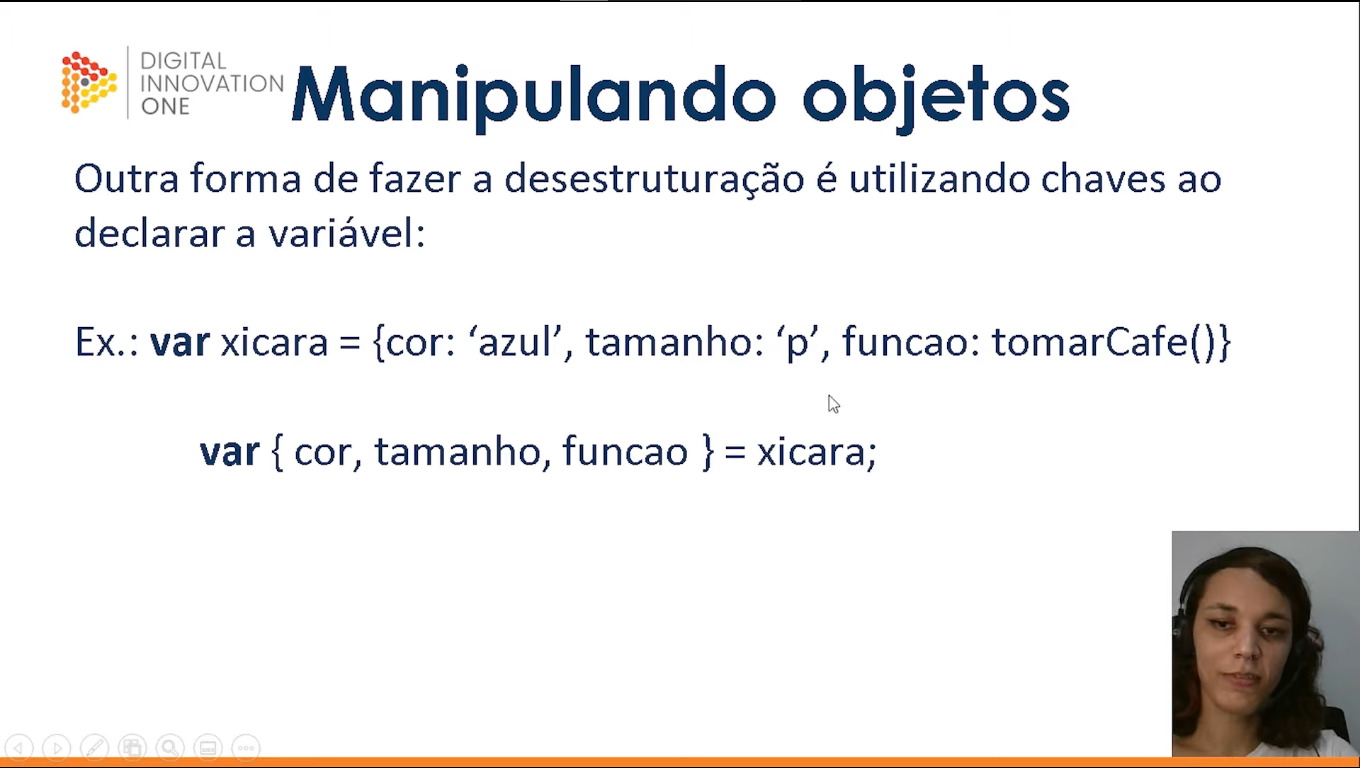 DIGITAL
INNOVATION
ONE
Manipulando objetos
Outra forma de fazer a desestruturação é utilizando chaves ao
declarar a variável:
Ex.: var xicara = {cor: ‘azul’, tamanho: ‘p’, funcao: tomarCafe()}
var { cor, tamanho, funcao } = xicara;